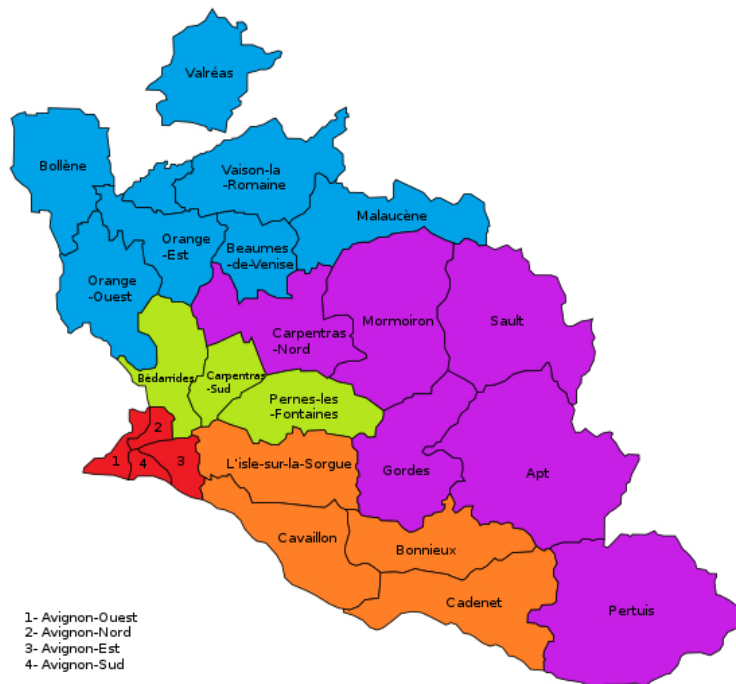 Valréas
Bollène
Vaison-la
-Romaine
Malaucène
Orange
-Est
Beaumes
-de-Venise
Orange
-Ouest
Mormoiron
Sault
Carpentras
-Nord
Bédarrides
Carpentras
-Sud
Pernes-les
-Fontaines
2
1
4
3
L'isle-sur-la-Sorgue
Gordes
Apt
Cavaillon
Bonnieux
Cadenet
Pertuis
1- Avignon-Ouest
2- Avignon-Nord
3- Avignon-Est
4- Avignon-Sud